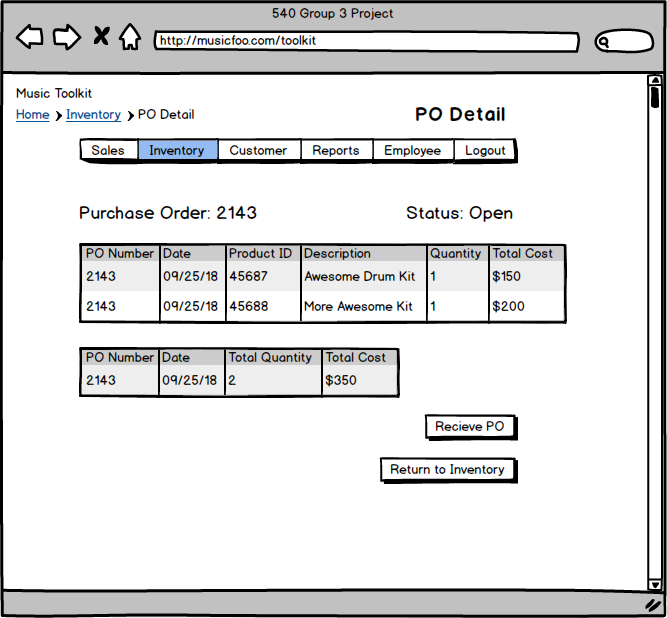 540 Group 3 Project
http://musicfoo.com/toolkit
Music Toolkit
Home Inventory PO Detail
PO Detail
Sales Inventory Customer Reports Employee Logout
Purchase Order: 2143 Status: Open
PO Number Date Product ID Description Quantity Total Cost
2143 09/25/18 45687 Awesome Drum Kit 1 $150
2143 09/25/18 45688 More Awesome Kit 1 $200
PO Number Date Total Quantity Total Cost
2143 09/25/18 2 $350
Recieve PO
Return to Inventory